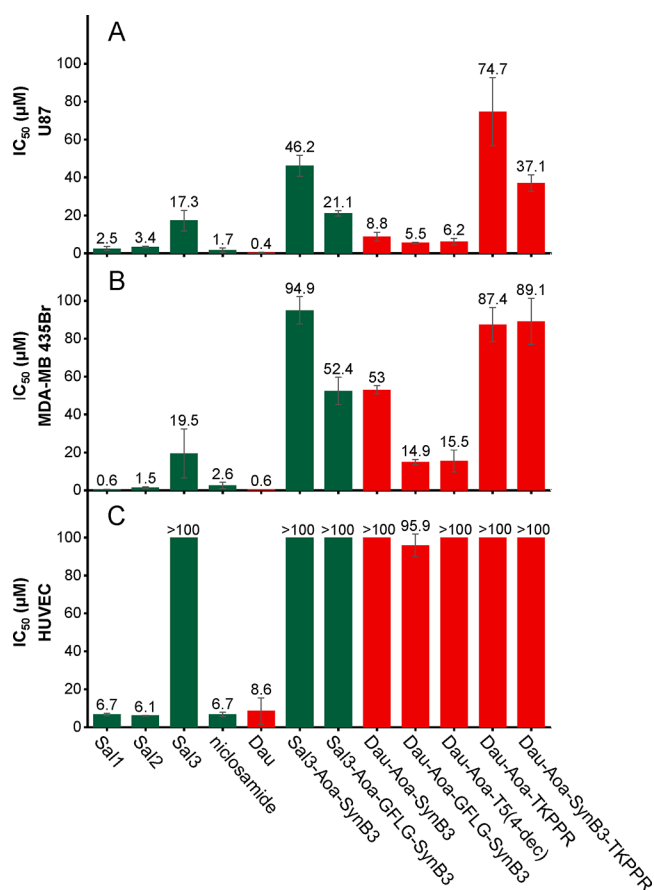 A
IC50 (µM)
U87
100
80
60
40
20
0
2.5
3.4
17.3
1.7
0.4
46.2
21.1
8.8
5.5
6.2
74.7
37.1
B
IC50 (µM)
MDA-MB 435Br
100
80
60
40
20
0
0.6
1.5
19.5
2.6
0.6
94.9
52.4
53
14.9
15.5
87.4
89.1
C
IC50 (µM)
HUVEC
100
80
60
40
20
0
6.7
6.1
>100
6.7
8.6
>100
>100
>100
95.9
>100
>100
>100
Sal1
Sal2
Sal3
niclosamide
Dau
Sal3-Aoa-SynB3
Sal3-Aoa-GFLG-SynB3
Dau-Aoa-SynB3
Dau-Aoa-GFLG-SynB3
Dau-Aoa-T5(4-dec)
Dau-Aoa-TKPPR
Dau-Aoa-SynB3-TKPPR